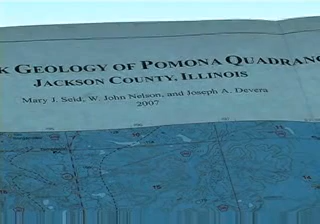 K GEOLOGY OF POMONA QUADRANG
JACKSON COUNTY, ILLINOIS
Mary J. Seid, W. John Nelson, and Joseph A. Devera
2007